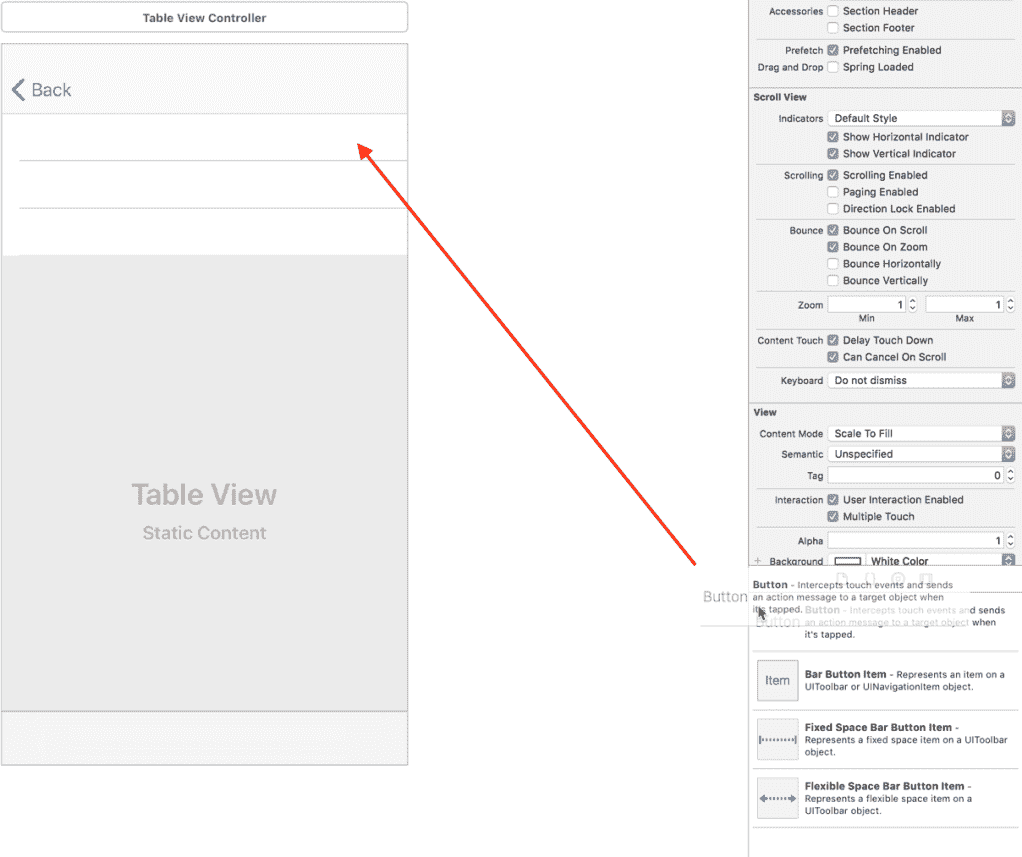 Table View Controller
Back
Table View
Static Content
Accessories Section Header
Section Footer
Prefetch Prefetching Enabled
Drag and Drop Spring Loaded
Scroll View
Indicators Default Style
Show Horizontal Indicator
Show Vertical Indicator
Scrolling Scrolling Enabled
Paging Enabled
Direction Lock Enabled
Bounce Bounce On Scroll
Bounce On Zoom
Bounce Horizontally
Bounce Vertically
Zoom 1 1
Min Max
Content Touch Delay Touch Down
Can Cancel On Scroll
Keyboard Do not dismiss
View
Content Mode Scale To Fill
Semantic Unspecified
Tag 0
Interaction User Interaction Enabled
Multiple Touch
Alpha 1
+ Background White Color
Button
Button - Intercepts touch events and sends
an action message to a target object when
it's tapped.
Button
Button - Intercepts touch events and sends
an action message to a target object when
it's tapped.
Item
Bar Button Item - Represents an item on a
UIToolbar or UINavigationItem object.
Fixed Space Bar Button Item -
Represents a fixed space item on a UIToolbar
object.
Flexible Space Bar Button Item -
Represents a flexible space item on a
UIToolbar object.